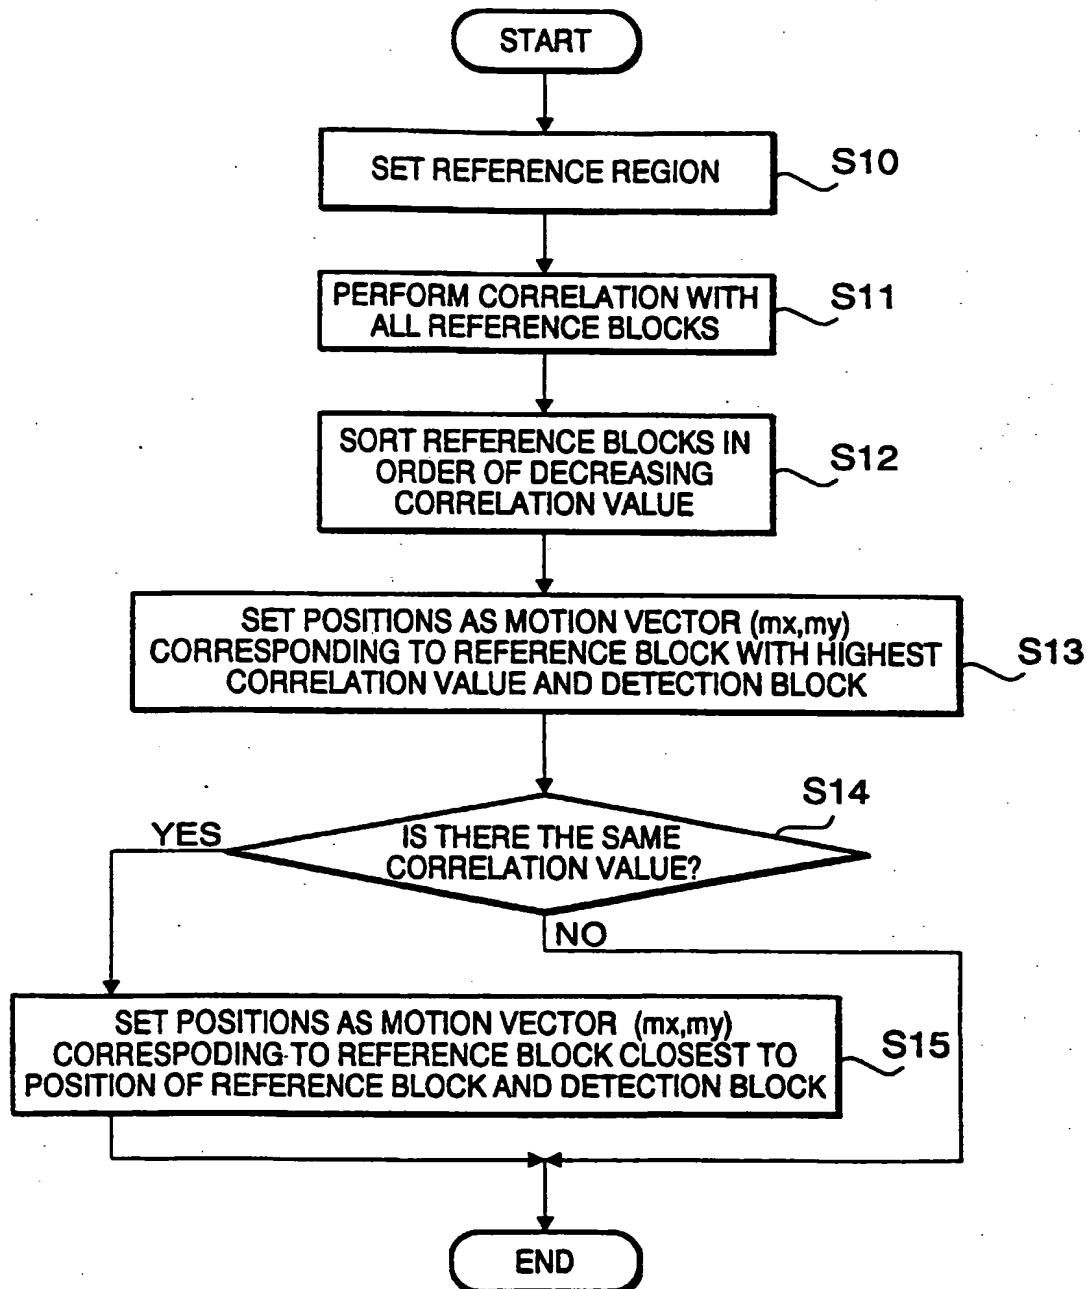 START
SET REFERENCE REGION
S10
PERFORM CORRELATION WITH
ALL REFERENCE BLOCKS
S11
SORT REFERENCE BLOCKS IN
ORDER OF DECREASING
CORRELATION VALUE
S12
SET POSITIONS AS MOTION VECTOR (mx,my)
CORRESPONDING TO REFERENCE BLOCK WITH HIGHEST
CORRELATION VALUE AND DETECTION BLOCK
S13
S14
IS THERE THE SAME
CORRELATION VALUE?
YES
NO
SET POSITIONS AS MOTION VECTOR (mx,my)
CORRESPODING TO REFERENCE BLOCK CLOSEST TO
POSITION OF REFERENCE BLOCK AND DETECTION BLOCK
S15
END